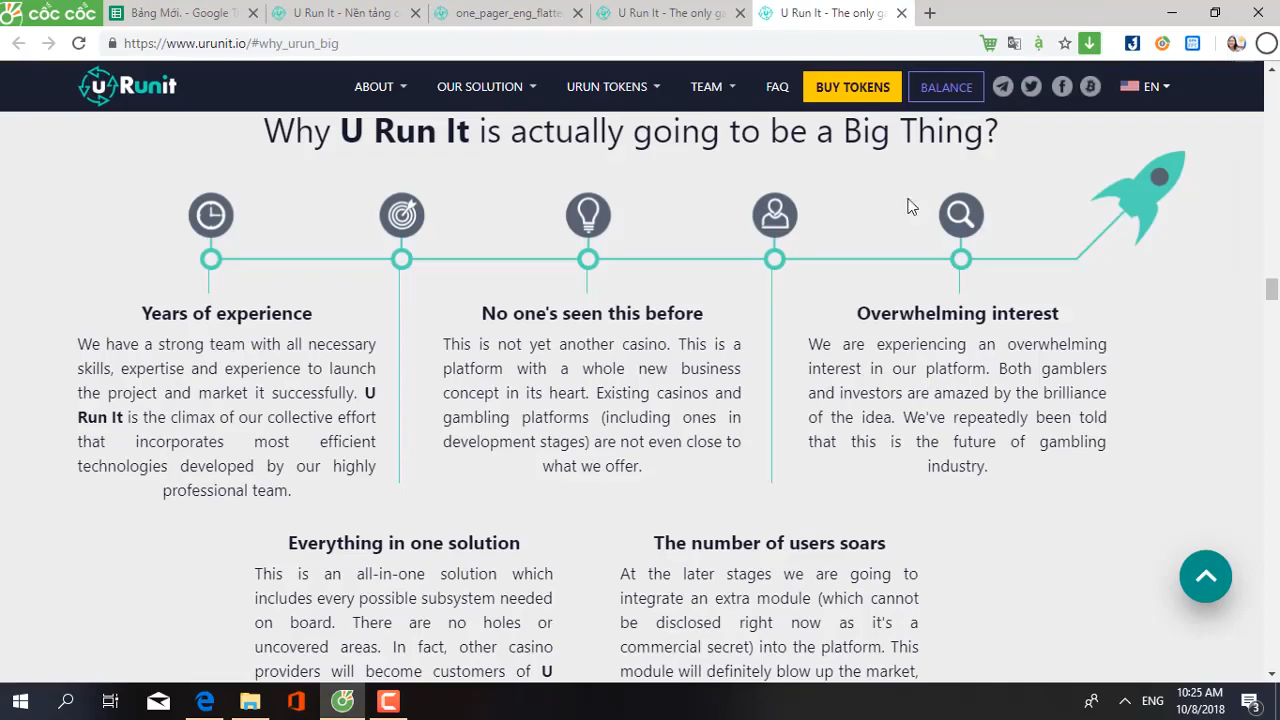 cốc cốc
Bảng Mới. - Google T
U Run It - Nền tảng c
one_pager_eng_flatte
U Run It - The only ga
U Run It - The only ga
https://www.urunit.io/#why_urun_big
uRunit
ABOUT
OUR SOLUTION
URUN TOKENS
TEAM
FAQ
BUY TOKENS
BALANCE
EN
Why U Run It is actually going to be a Big Thing?
Years of experience
We have a strong team with all necessary
skills, expertise and experience to launch
the project and market it successfully. U
Run It is the climax of our collective effort
that incorporates most efficient
technologies developed by our highly
professional team.
No one's seen this before
This is not yet another casino. This is a
platform with a whole new business
concept in its heart. Existing casinos and
gambling platforms (including ones in
development stages) are not even close to
what we offer.
Overwhelming interest
We are experiencing an overwhelming
interest in our platform. Both gamblers
and investors are amazed by the brilliance
of the idea. We've repeatedly been told
that this is the future of gambling
industry.
Everything in one solution
This is an all-in-one solution which
includes every possible subsystem needed
on board. There are no holes or
uncovered areas. In fact, other casino
providers will become customers of U
The number of users soars
At the later stages we are going to
integrate an extra module (which cannot
be disclosed right now as it's a
commercial secret) into the platform. This
module will definitely blow up the market,
ENG
10:25 AM
10/8/2018
3